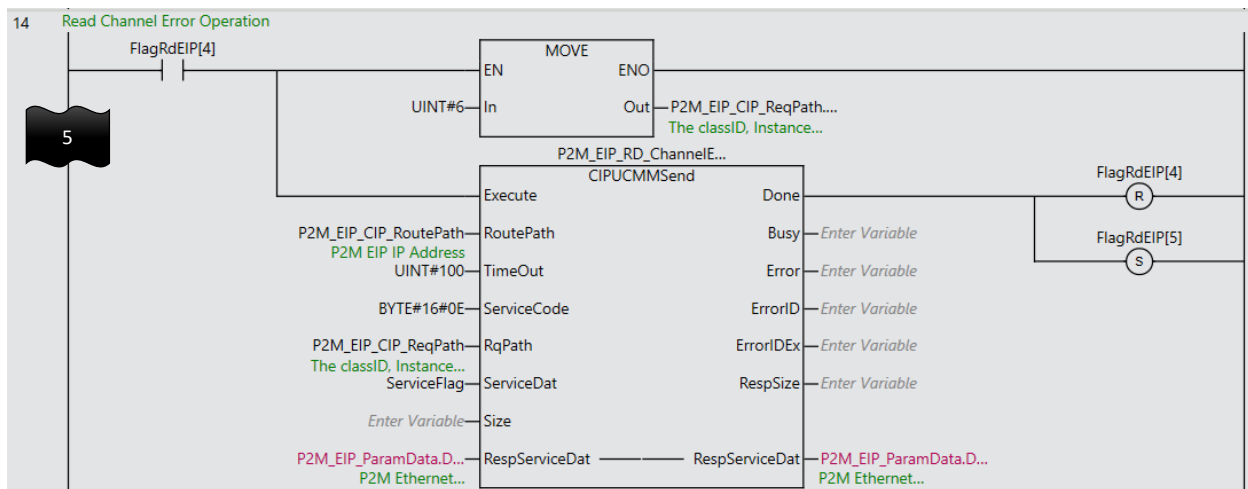 14 Read Channel Error Operation
FlagRdEIP[4]
MOVE
EN ENO
UINT#6 In Out P2M_EIP_CIP_ReqPath....
The classID, Instance...
5
P2M_EIP_RD_ChannelE...
CIPUCMMSend
Execute Done
FlagRdEIP[4]
R
P2M_EIP_CIP_RoutePath RoutePath Busy Enter Variable
P2M EIP IP Address
FlagRdEIP[5]
S
UINT#100 TimeOut Error Enter Variable
BYTE#16#0E ServiceCode ErrorID Enter Variable
P2M_EIP_CIP_ReqPath RqPath ErrorIDEx Enter Variable
The classID, Instance...
ServiceFlag ServiceDat RespSize Enter Variable
Enter Variable Size
P2M_EIP_ParamData.D... RespServiceDat RespServiceDat P2M_EIP_ParamData.D...
P2M Ethernet... P2M Ethernet...